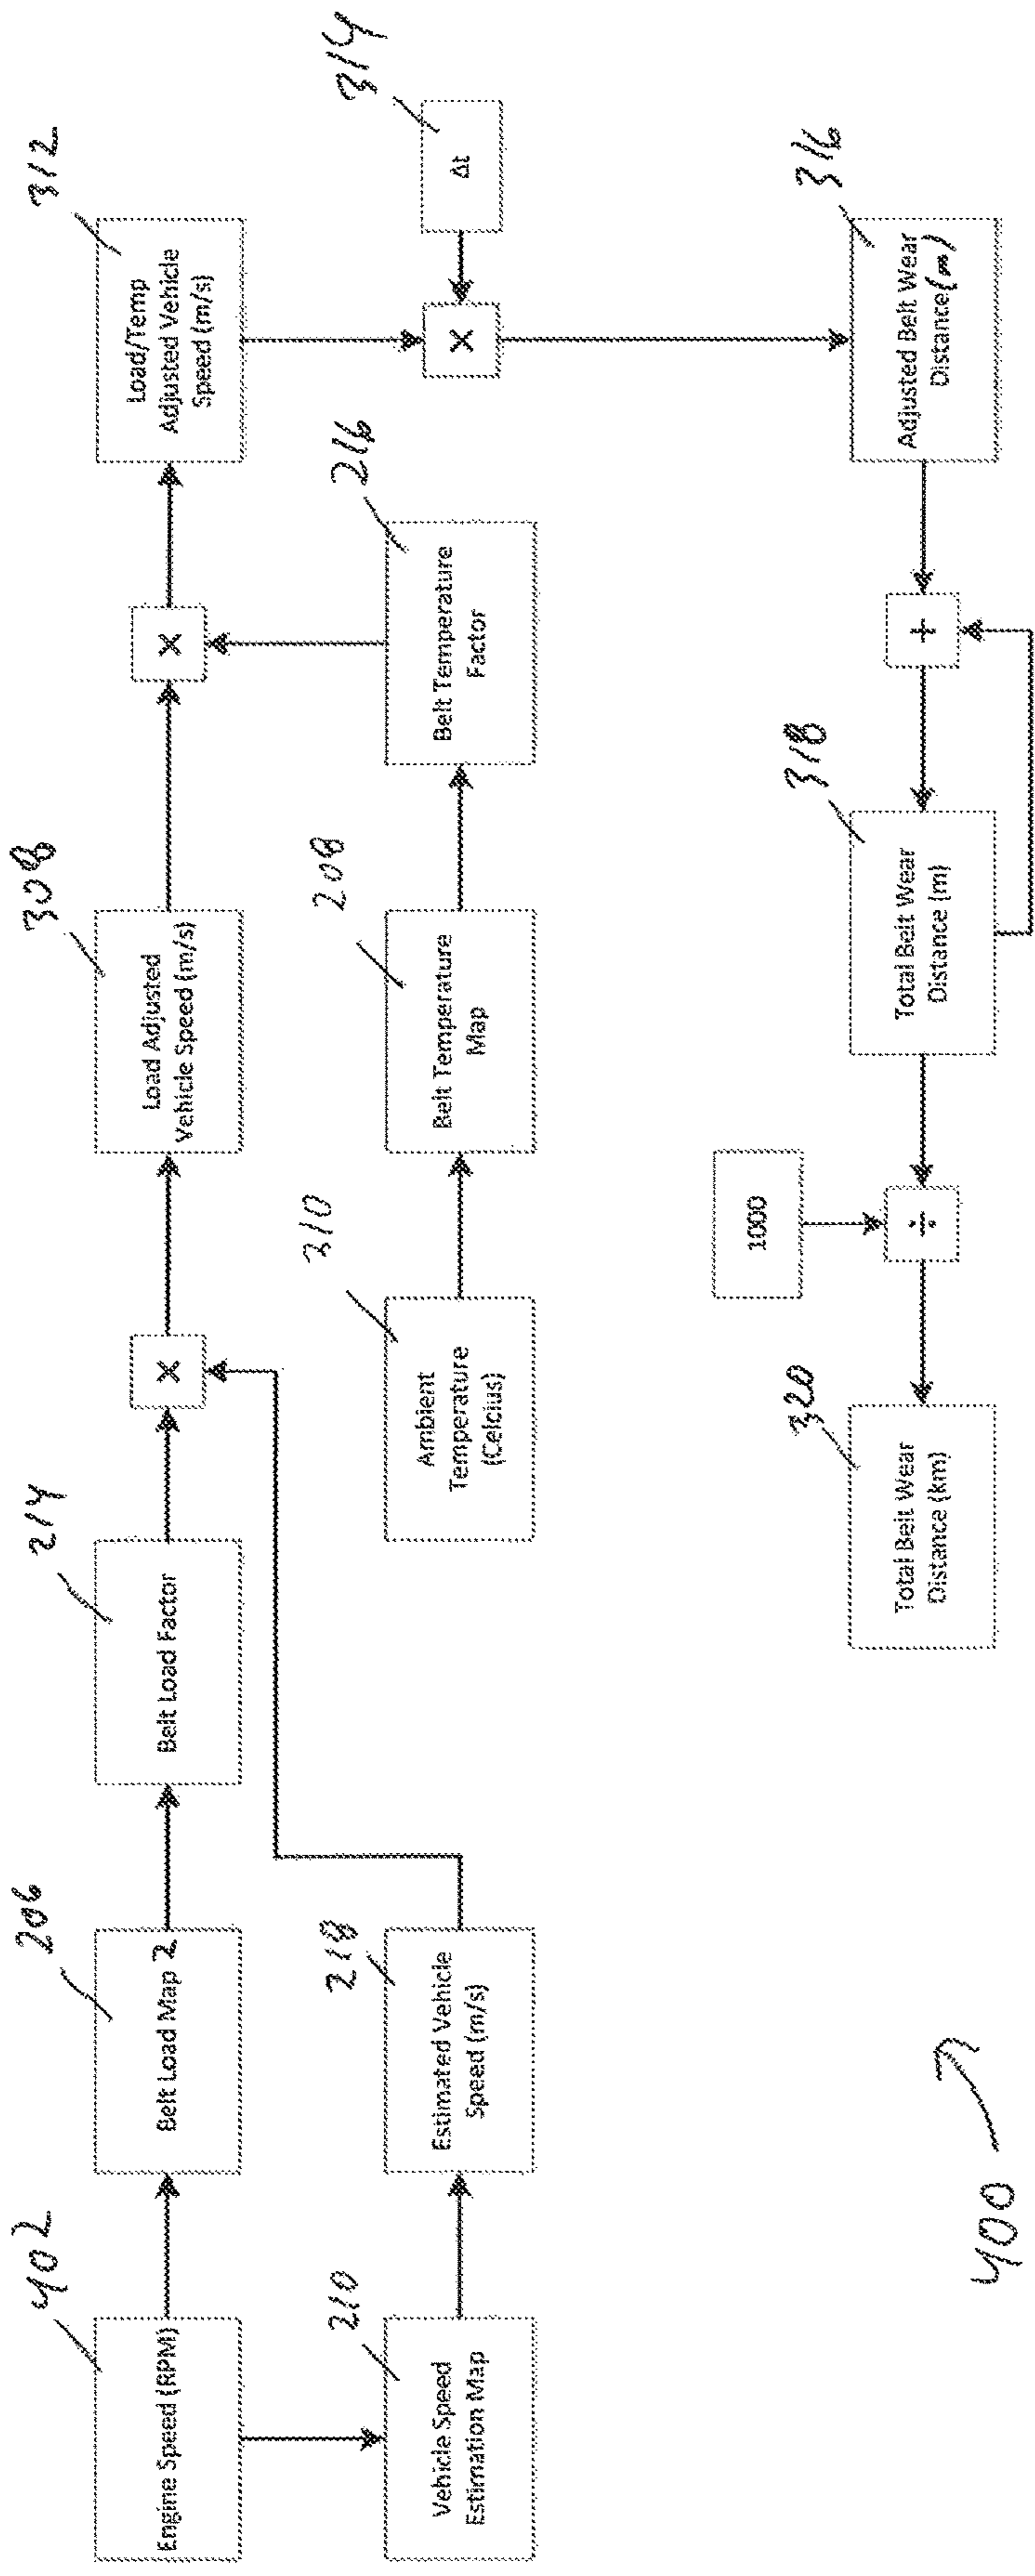 402
Engine Speed (RPM)
206
Belt Load Map 2
214
Belt Load Factor
×
308
Load Adjusted
Vehicle Speed (m/s)
×
312
Load/Temp
Adjusted Vehicle
Speed (m/s)
210
Vehicle Speed
Estimation Map
218
Estimated Vehicle
Speed (m/s)
310
Ambient
Temperature
(Celcius)
208
Belt Temperature
Map
216
Belt Temperature
Factor
×
314
Δt
1000
320
Total Belt Wear
Distance (km)
÷
318
Total Belt Wear
Distance (m)
+
316
Adjusted Belt Wear
Distance(m)
400